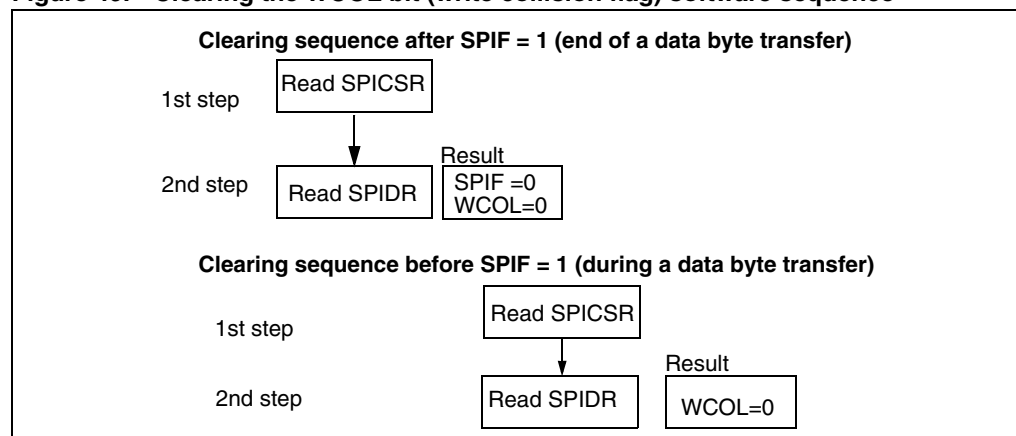 Clearing sequence after SPIF = 1 (end of a data byte transfer)
1st step
Read SPICSR
2nd step
Read SPIDR
Result
SPIF =0
WCOL=0
Clearing sequence before SPIF = 1 (during a data byte transfer)
1st step
Read SPICSR
2nd step
Read SPIDR
Result
WCOL=0